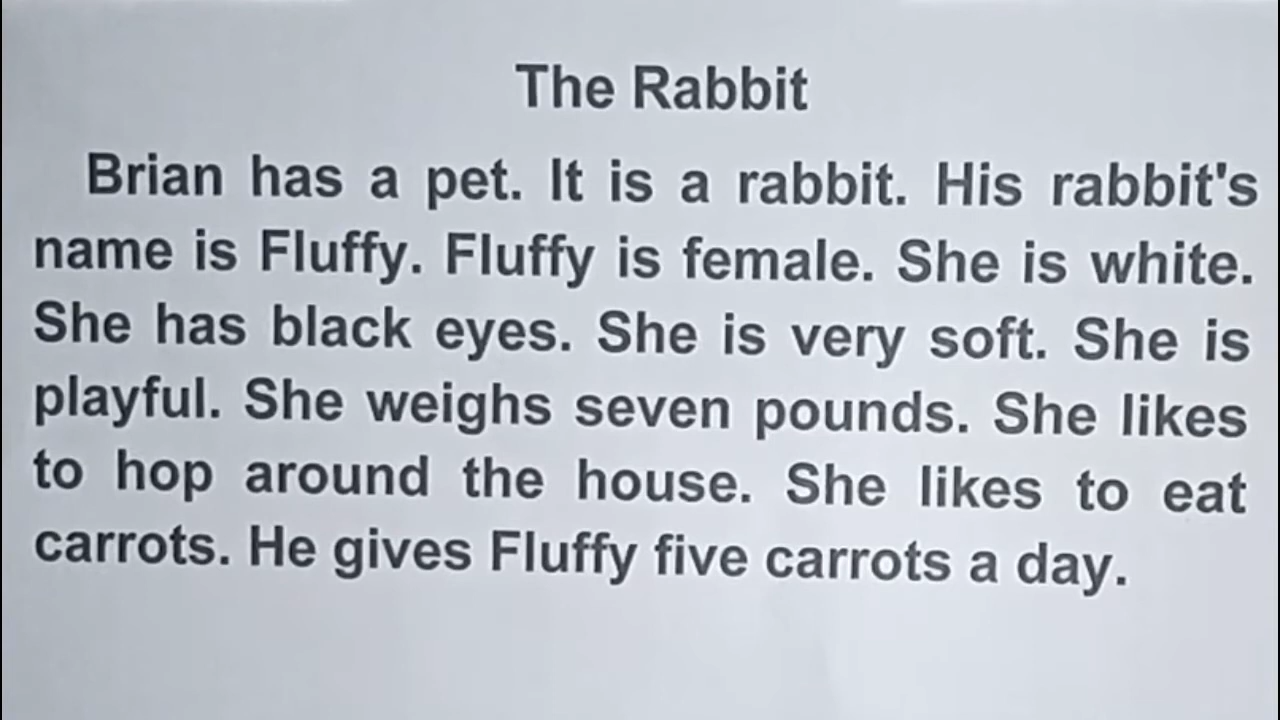 The Rabbit
Brian has a pet. It is a rabbit. His rabbit's
name is Fluffy. Fluffy is female. She is white.
She has black eyes. She is very soft. She is
playful. She weighs seven pounds. She likes
to hop around the house. She likes to eat
carrots. He gives Fluffy five carrots a day.